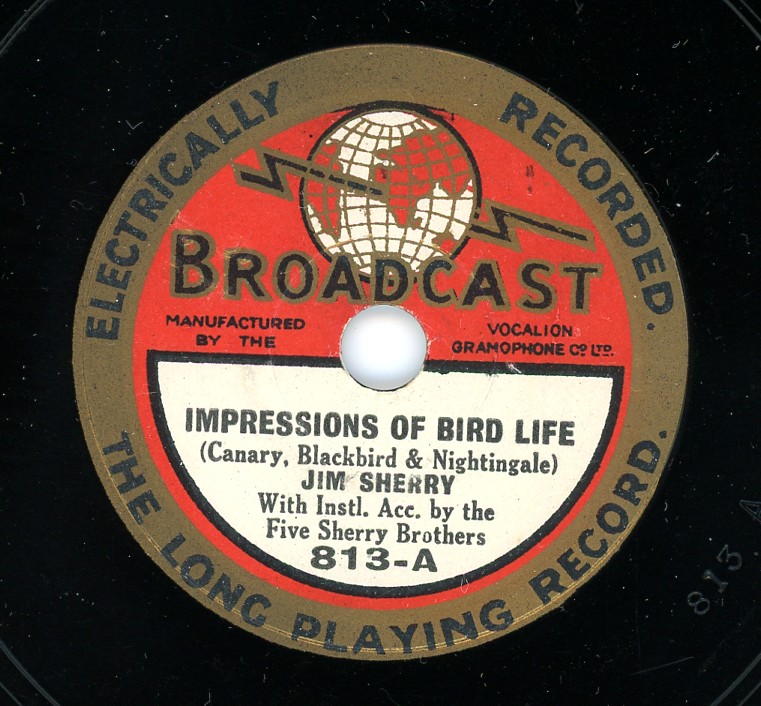 ELECTRICALLY RECORDED.
BROADCAST
MANUFACTURED
BY THE
VOCALION
GRAMOPHONE CO LTD.
IMPRESSIONS OF BIRD LIFE
(Canary, Blackbird & Nightingale)
JIM SHERRY
With Instl. Acc. by the
Five Sherry Brothers
813-A
THE LONG PLAYING RECORD.
813. A